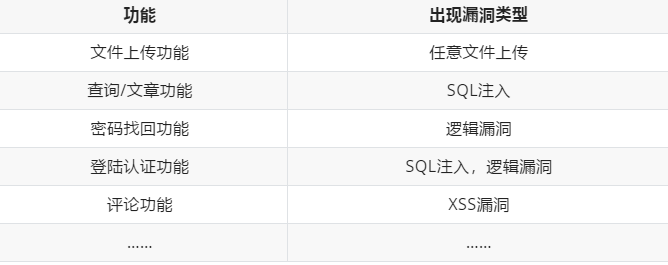 功能 出现漏洞类型
文件上传功能 任意文件上传
查询/文章功能 SQL注入
密码找回功能 逻辑漏洞
登陆认证功能 SQL注入，逻辑漏洞
评论功能 XSS漏洞
...... ......